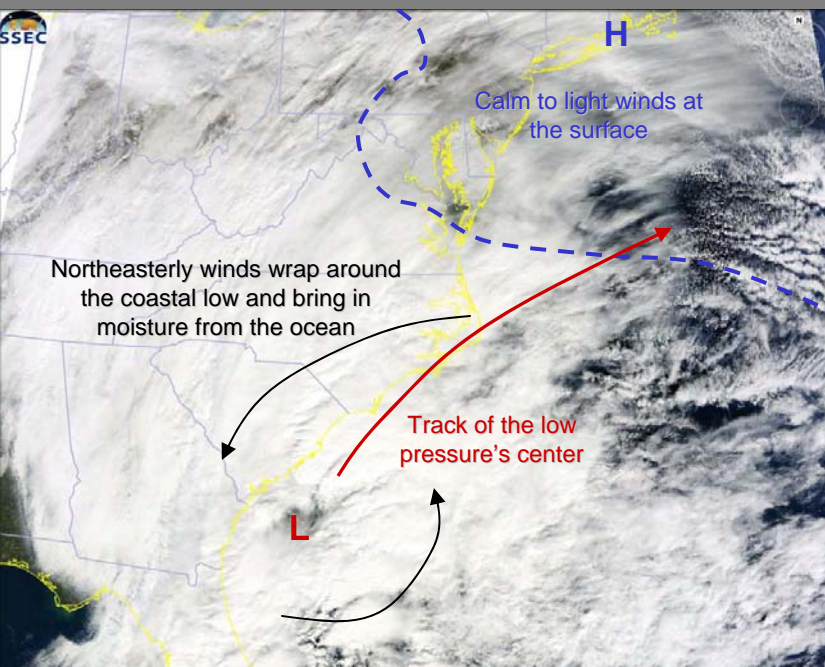 SSEC
N
H
Calm to light winds at
the surface
Northeasterly winds wrap around
the coastal low and bring in
moisture from the ocean
Track of the low
pressure’s center
L